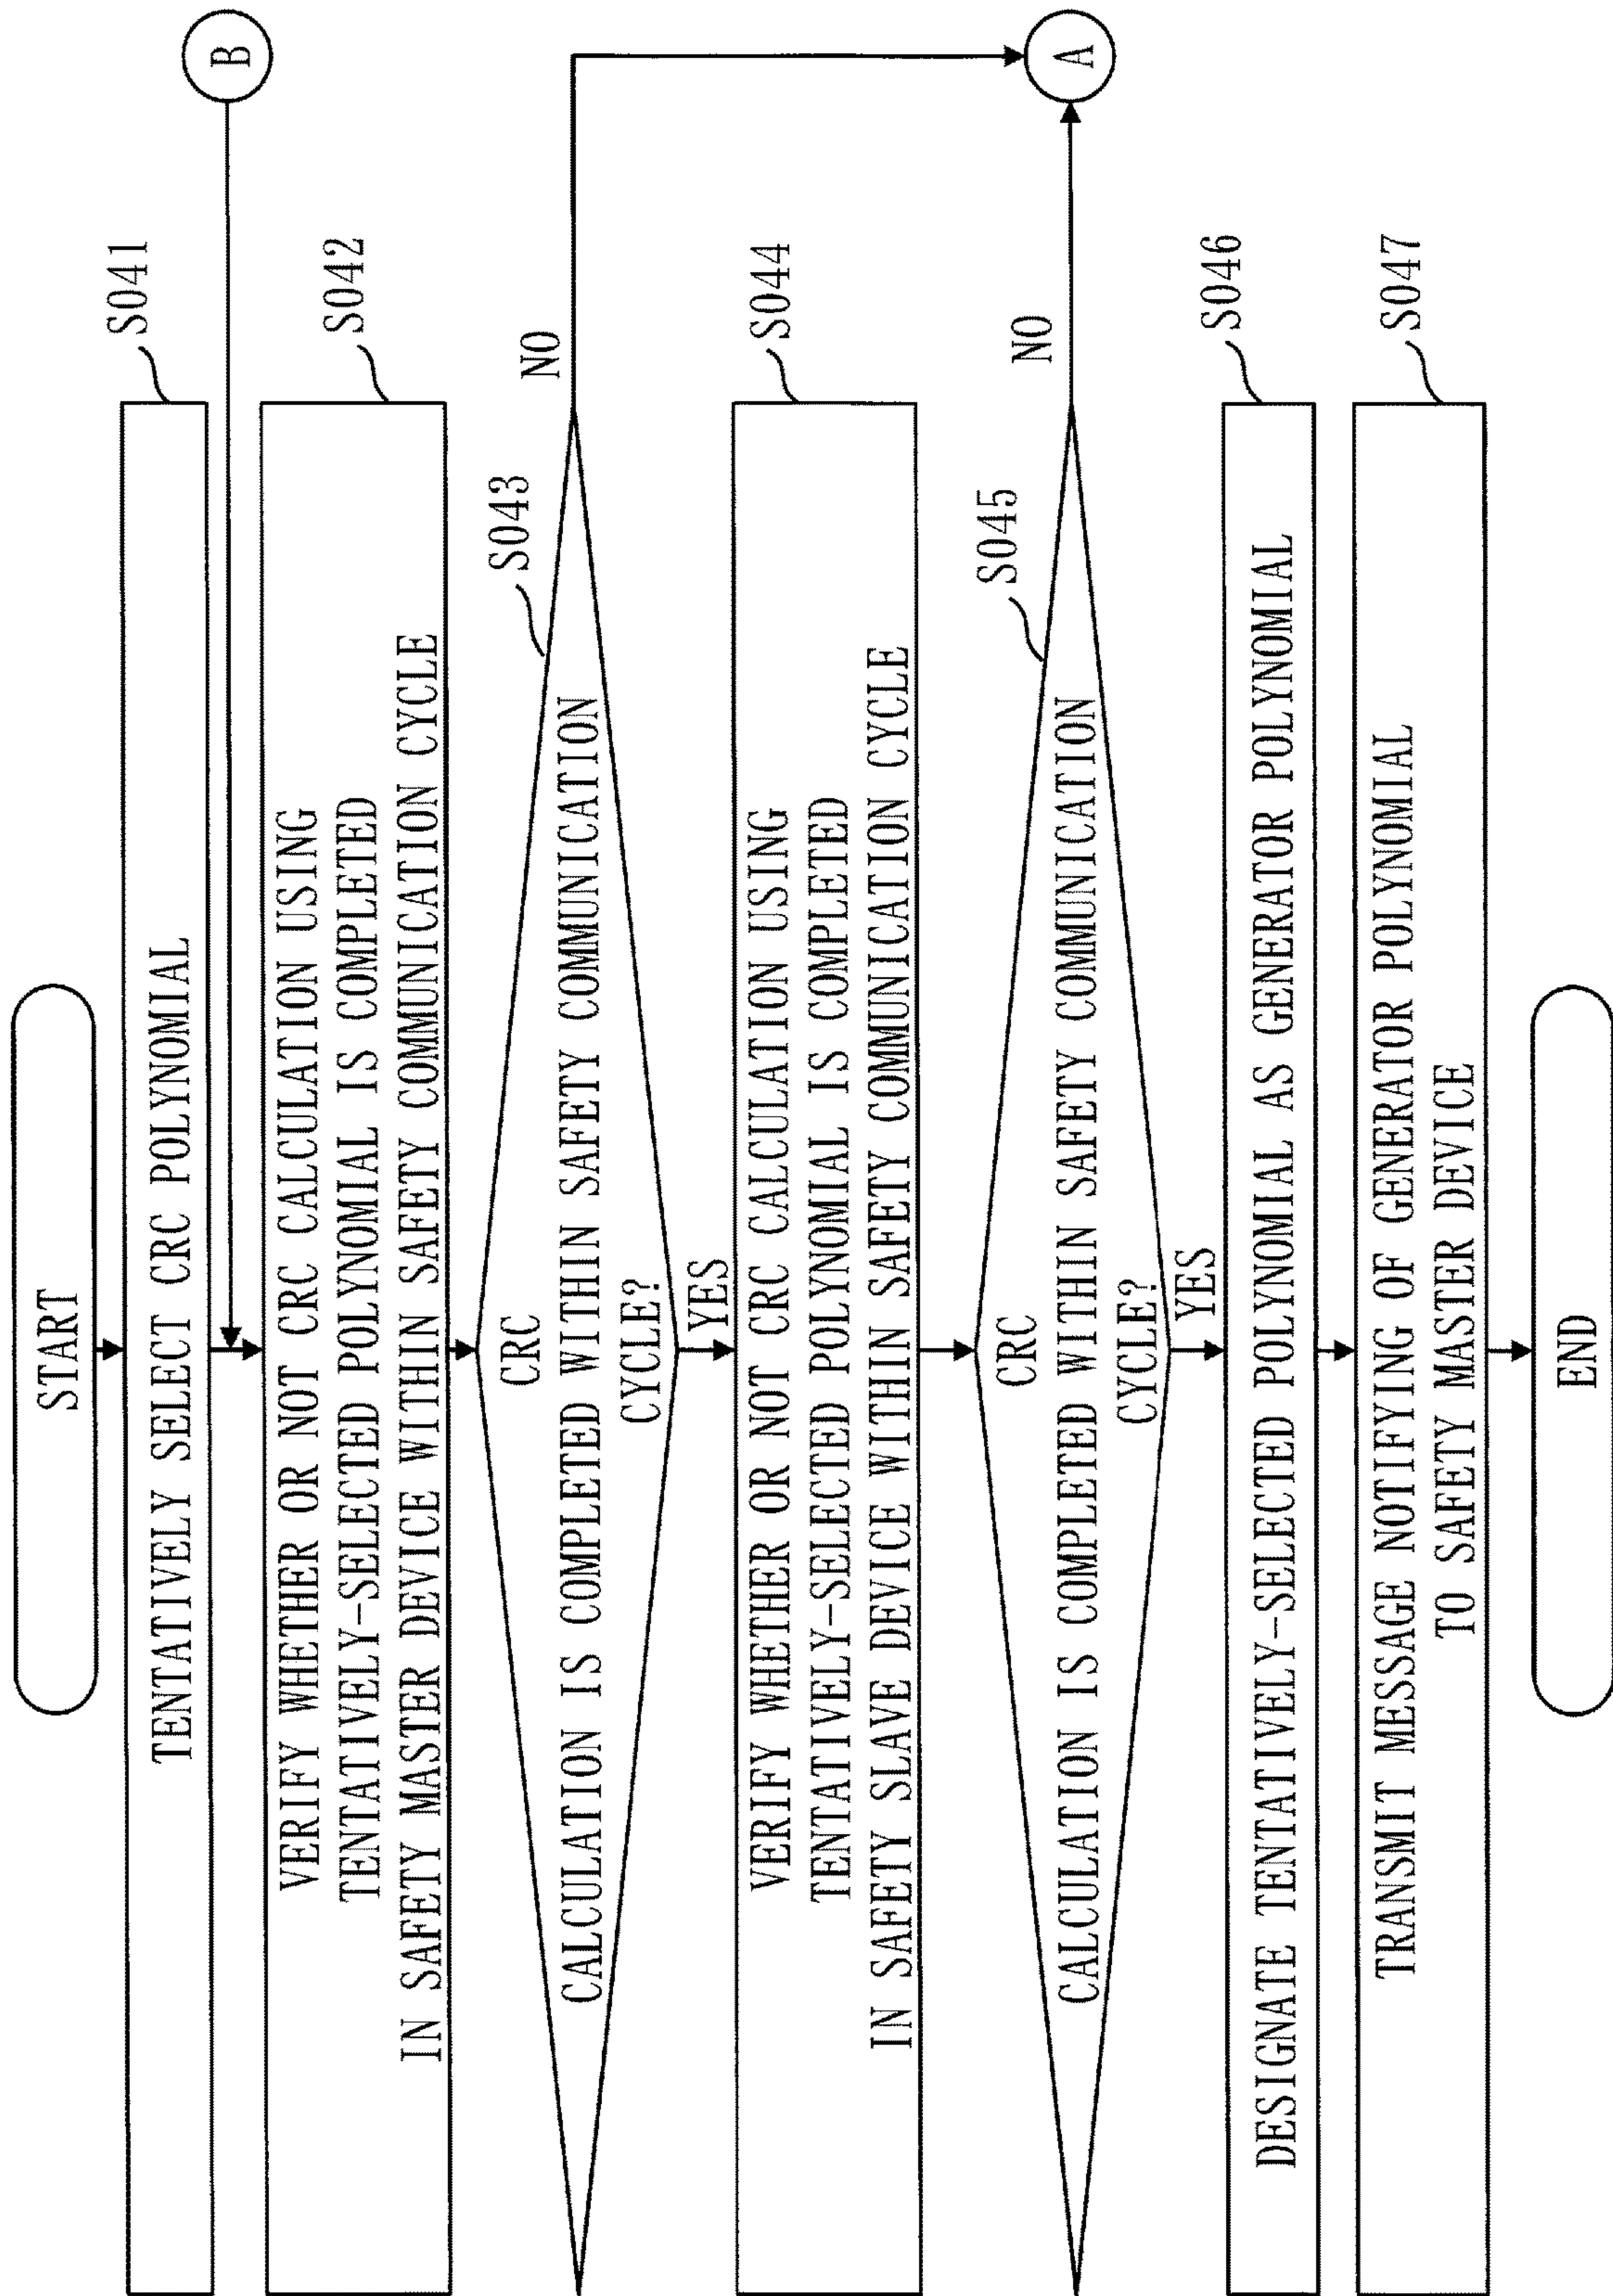 START
TENTATIVELY SELECT CRC POLYNOMIAL
S041
B
VERIFY WHETHER OR NOT CRC CALCULATION USING
TENTATIVELY-SELECTED POLYNOMIAL IS COMPLETED
IN SAFETY MASTER DEVICE WITHIN SAFETY COMMUNICATION CYCLE
S042
CRC
CALCULATION IS COMPLETED WITHIN SAFETY COMMUNICATION
CYCLE?
S043
NO
YES
VERIFY WHETHER OR NOT CRC CALCULATION USING
TENTATIVELY-SELECTED POLYNOMIAL IS COMPLETED
IN SAFETY SLAVE DEVICE WITHIN SAFETY COMMUNICATION CYCLE
S044
CRC
CALCULATION IS COMPLETED WITHIN SAFETY COMMUNICATION
CYCLE?
S045
NO
A
YES
DESIGNATE TENTATIVELY-SELECTED POLYNOMIAL AS GENERATOR POLYNOMIAL
S046
TRANSMIT MESSAGE NOTIFYING OF GENERATOR POLYNOMIAL
TO SAFETY MASTER DEVICE
S047
END